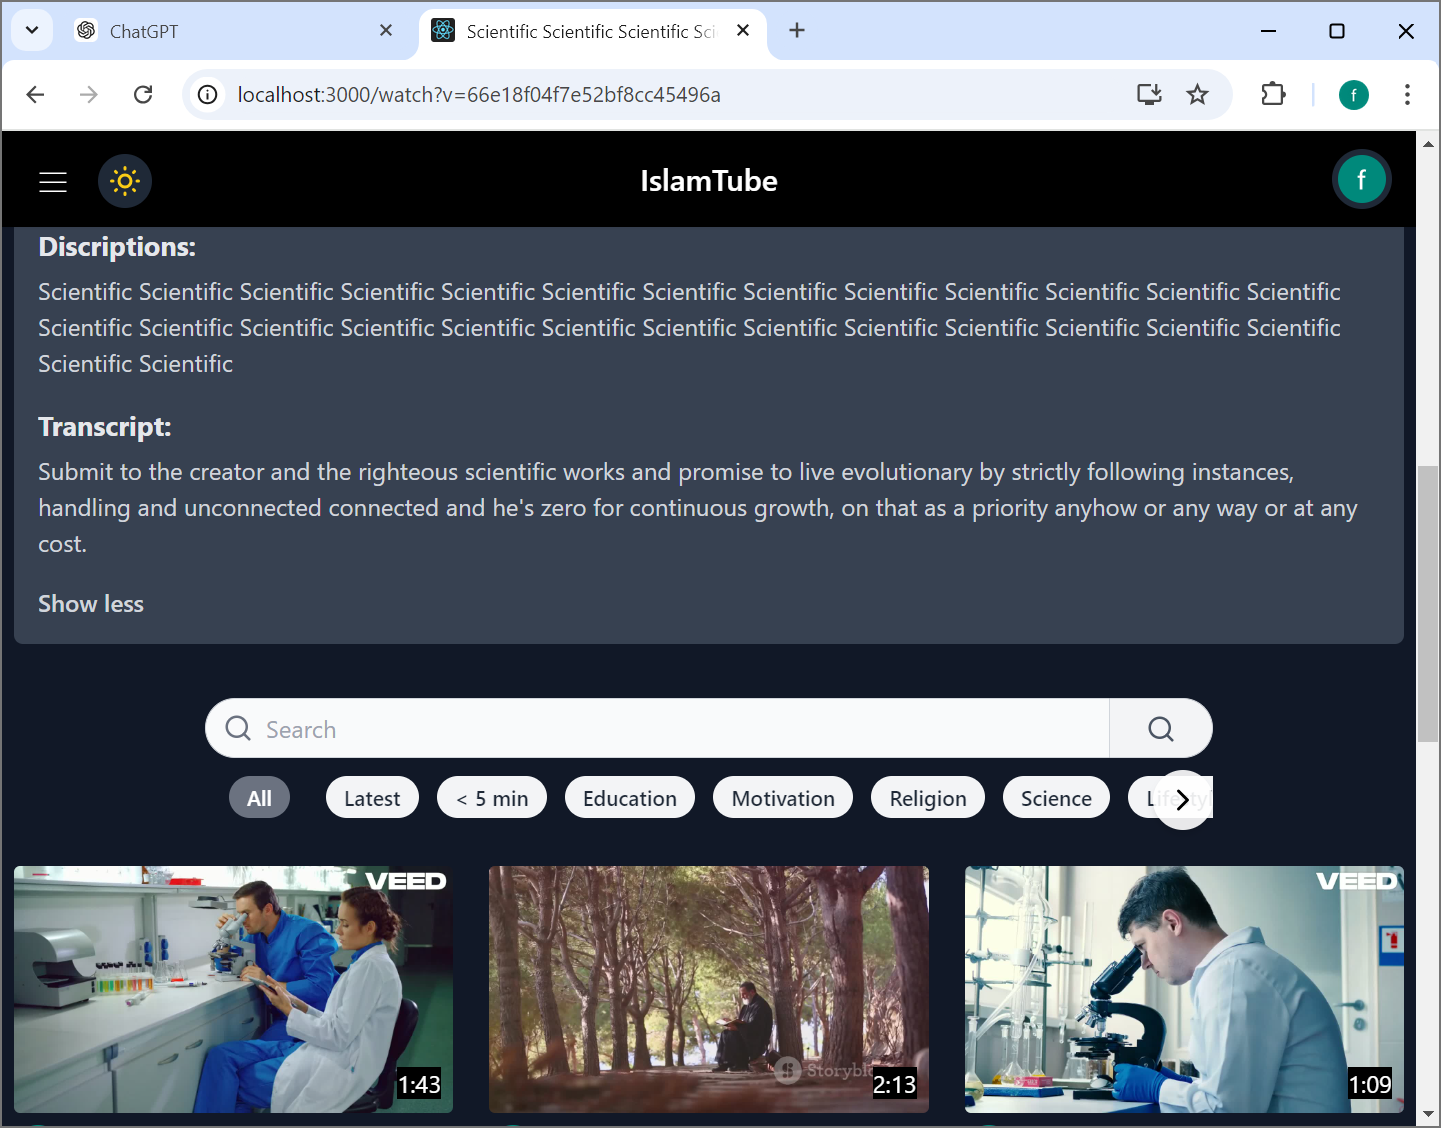 ChatGPT
Scientific Scientific Scientific Sci
localhost:3000/watch?v=66e18f04f7e52bf8cc45496a
f
IslamTube
f
Discriptions:
Scientific Scientific Scientific Scientific Scientific Scientific Scientific Scientific Scientific Scientific Scientific Scientific Scientific
Scientific Scientific Scientific Scientific Scientific Scientific Scientific Scientific Scientific Scientific Scientific Scientific Scientific
Scientific Scientific
Transcript:
Submit to the creator and the righteous scientific works and promise to live evolutionary by strictly following instances,
handling and unconnected connected and he's zero for continuous growth, on that as a priority anyhow or any way or at any
cost.
Show less
Search
All Latest < 5 min Education Motivation Religion Science Lifestyl
VEED
VEED
Storyblo
1:43
2:13
1:09